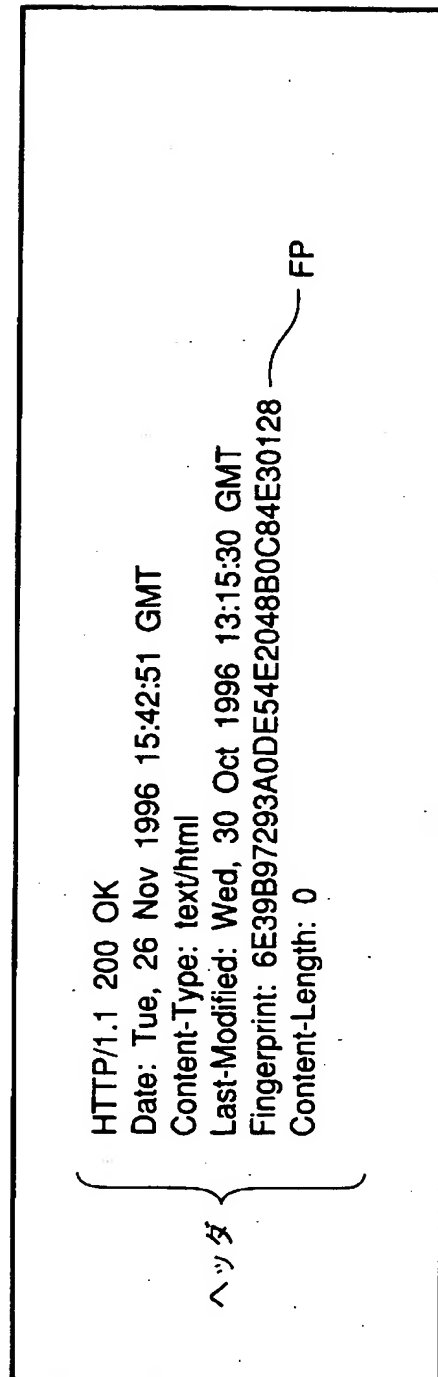 ヘッダ
HTTP/1.1 200 OK
Date: Tue, 26 Nov 1996 15:42:51 GMT
Content-Type: text/html
Last-Modified: Wed, 30 Oct 1996 13:15:30 GMT
Fingerprint: 6E39B97293A0DE54E2048B0C84E30128
FP
Content-Length: 0